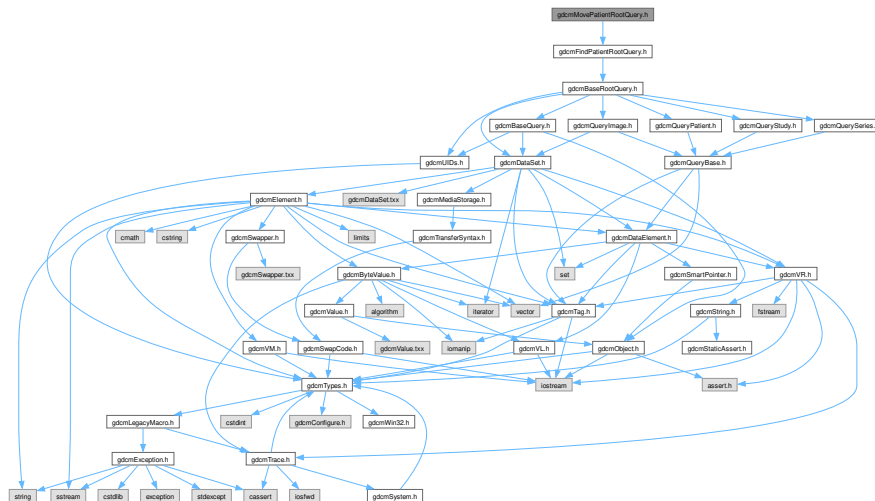 gdcmMovePatientRootQuery.h
gdcmFindPatientRootQuery.h
gdcmBaseRootQuery.h
gdcmBaseQuery.h
gdcmQueryImage.h
gdcmQueryPatient.h
gdcmQueryStudy.h
gdcmQuerySeries.
gdcmUIDs.h
gdcmDataSet.h
gdcmQueryBase.h
gdcmElement.h
gdcmDataSet.txx
gdcmMediaStorage.h
cmath
cstring
gdcmSwapper.h
limits
gdcmTransferSyntax.h
gdcmDataElement.h
gdcmSwapper.txx
gdcmByteValue.h
set
gdcmSmartPointer.h
gdcmVR.h
gdcmValue.h
algorithm
iterator
vector
gdcmTag.h
gdcmString.h
fstream
gdcmVM.h
gdcmSwapCode.h
gdcmValue.txx
iomanip
gdcmVL.h
gdcmObject.h
gdcmStaticAssert.h
gdcmTypes.h
iostream
assert.h
gdcmLegacyMacro.h
cstdint
gdcmConfigure.h
gdcmWin32.h
gdcmException.h
gdcmTrace.h
string
sstream
cstdlib
exception
stdexcept
cassert
iosfwd
gdcmSystem.h